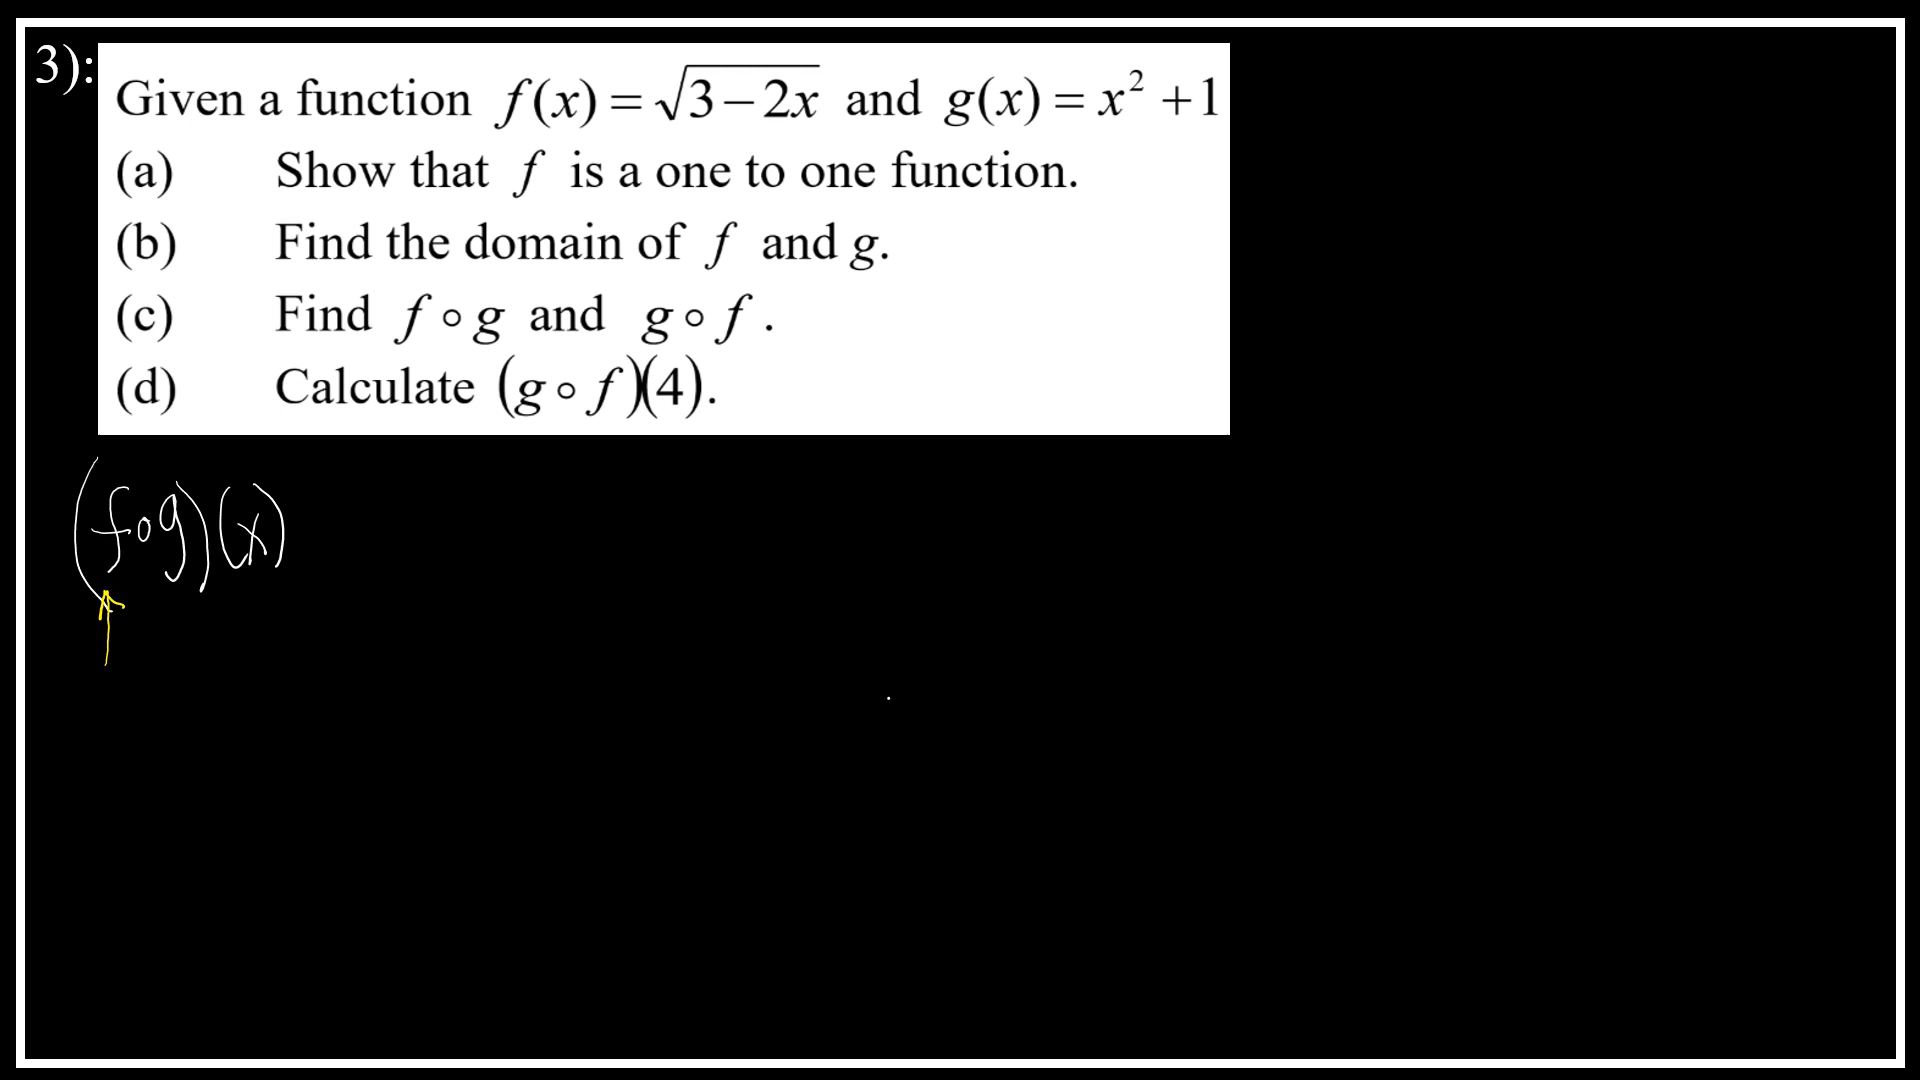 3):
Given a function f(x) = √3−2x and g(x) = x² +1
(a) Show that f is a one to one function.
(b) Find the domain of f and g.
(c) Find f∘g and g∘f.
(d) Calculate (g∘f)(4).
(fog)(x)